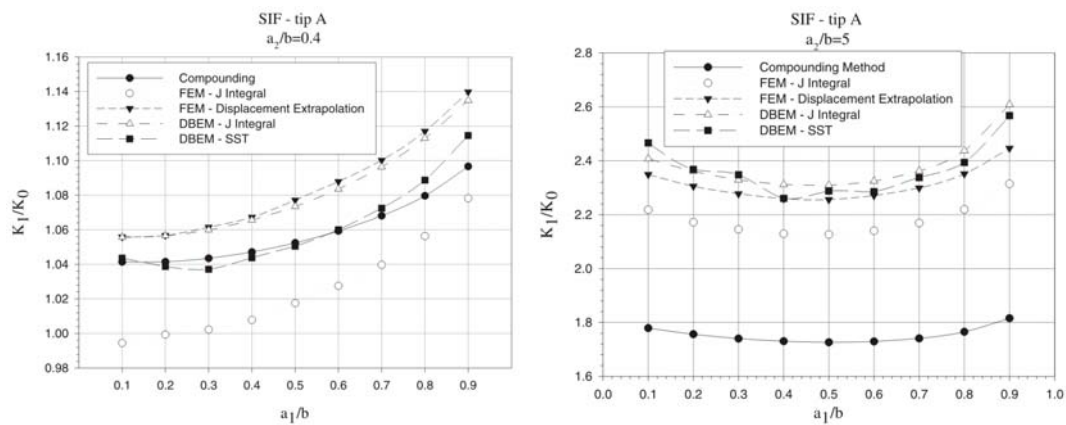 SIF - tip A
a2/b=0.4
1.16
1.14
1.12
1.10
1.08
1.06
1.04
1.02
1.00
0.98
K1/K0
Compounding
FEM - J Integral
FEM - Displacement Extrapolation
DBEM - J Integral
DBEM - SST
0.1 0.2 0.3 0.4 0.5 0.6 0.7 0.8 0.9
a1/b
SIF - tip A
a2/b=5
2.8
2.6
2.4
2.2
2.0
1.8
1.6
K1/K0
Compounding Method
FEM - J Integral
FEM - Displacement Extrapolation
DBEM - J Integral
DBEM - SST
0.0 0.1 0.2 0.3 0.4 0.5 0.6 0.7 0.8 0.9 1.0
a1/b